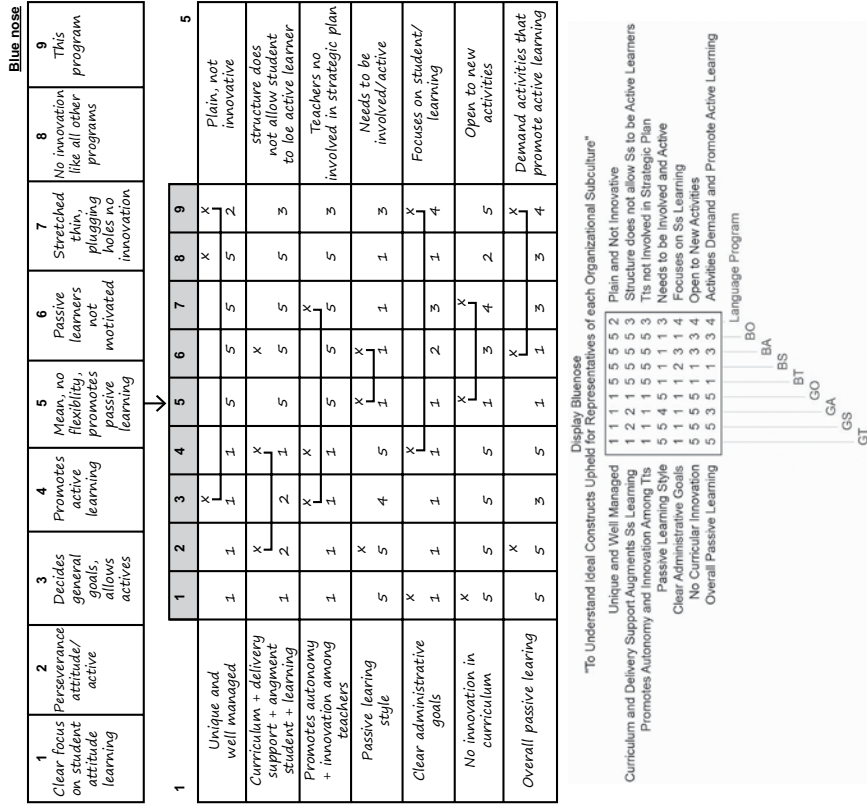 Blue nose
1 2 3 4 5 6 7 8 9
Clear focus on student attitude learning
Perseverance attitude/ active
Decides general goals, allows actives
Promotes active learning
Mean, no flexiblity, promotes passive learning
Passive learners not motivated
Stretched thin, plugging holes no innovation
No innovation like all other programs
This program
1 5
1 2 3 4 5 6 7 8 9
Unique and well managed
x x x
1 1 1 1 5 5 5 5 2
Plain, not innovative
Curriculum + delivery support + angment student + learning
x x x
1 2 2 1 5 5 5 5 3
structure does not allow student to loe active learner
Promotes autonomy + innovation among teachers
x x x
1 1 1 1 5 5 5 5 3
Teachers no involved in strategic plan
Passive learing style
x x x
5 5 4 5 1 1 1 1 3
Needs to be involved/active
Clear administrative goals
x x x
1 1 1 1 1 2 3 1 4
Focuses on student/ learning
No innovation in curriculum
x x x
5 5 5 5 1 3 4 2 5
Open to new activities
Overall passive learing
x x x
5 5 3 5 1 1 3 3 4
Demand activities that promote active learning
Display Bluenose
"To Understand Ideal Constructs Upheld for Representatives of each Organizational Subculture"
Unique and Well Managed 1 1 1 1 5 5 5 5 2 Plain and Not Innovative
Curriculum and Delivery Support Augments Ss Learning 1 2 2 1 5 5 5 5 3 Structure does not allow Ss to be Active Learners
Promotes Autonomy and Innovation Among Tts 1 1 1 1 5 5 5 5 3 Tts not Involved in Strategic Plan
Passive Learning Style 5 5 4 5 1 1 1 1 3 Needs to be Involved and Active
Clear Administrative Goals 1 1 1 1 1 2 3 1 4 Focuses on Ss Learning
No Curricular Innovation 5 5 5 5 1 1 3 3 4 Open to New Activities
Overall Passive Learning 5 5 3 5 1 1 3 3 4 Activities Demand and Promote Active Learning
Language Program
BO
BA
BS
BT
GO
GA
GS
GT